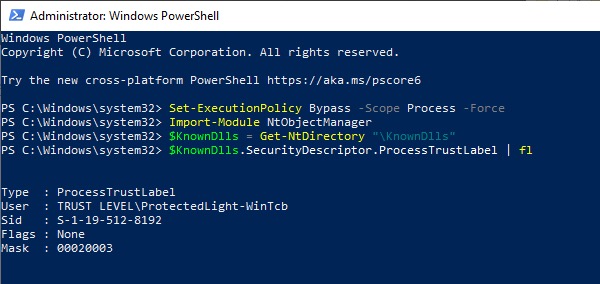 Administrator: Windows PowerShell
Windows PowerShell
Copyright (C) Microsoft Corporation. All rights reserved.
Try the new cross-platform PowerShell https://aka.ms/pscore6
PS C:\Windows\system32> Set-ExecutionPolicy Bypass -Scope Process -Force
PS C:\Windows\system32> Import-Module NtObjectManager
PS C:\Windows\system32> $KnownDlls = Get-NtDirectory "\KnownDlls"
PS C:\Windows\system32> $KnownDlls.SecurityDescriptor.ProcessTrustLabel | fl
Type  : ProcessTrustLabel
User  : TRUST LEVEL\ProtectedLight-WinTcb
Sid   : S-1-19-512-8192
Flags : None
Mask  : 00020003